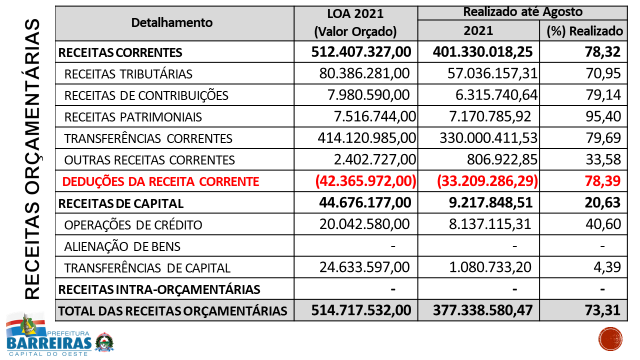 RECEITAS ORÇAMENTÁRIAS
Detalhamento LOA 2021 (Valor Orçado) Realizado até Agosto
2021 (%) Realizado
RECEITAS CORRENTES 512.407.327,00 401.330.018,25 78,32
RECEITAS TRIBUTÁRIAS 80.386.281,00 57.036.157,31 70,95
RECEITAS DE CONTRIBUIÇÕES 7.980.590,00 6.315.740,64 79,14
RECEITAS PATRIMONIAIS 7.516.744,00 7.170.785,92 95,40
TRANSFERÊNCIAS CORRENTES 414.120.985,00 330.000.411,53 79,69
OUTRAS RECEITAS CORRENTES 2.402.727,00 806.922,85 33,58
DEDUÇÕES DA RECEITA CORRENTE (42.365.972,00) (33.209.286,29) 78,39
RECEITAS DE CAPITAL 44.676.177,00 9.217.848,51 20,63
OPERAÇÕES DE CRÉDITO 20.042.580,00 8.137.115,31 40,60
ALIENAÇÃO DE BENS - - -
TRANSFERÊNCIAS DE CAPITAL 24.633.597,00 1.080.733,20 4,39
RECEITAS INTRA-ORÇAMENTÁRIAS - - -
TOTAL DAS RECEITAS ORÇAMENTÁRIAS 514.717.532,00 377.338.580,47 73,31
PREFEITURA
BARREIRAS
CAPITAL DO OESTE